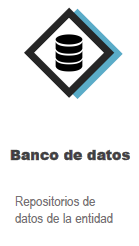 Banco de datos
Repositorios de
datos de la entidad